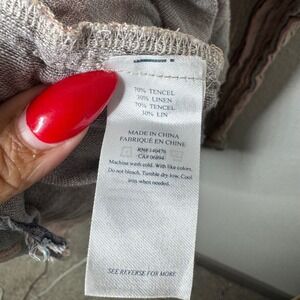 70% TENCEL
30% LINEN
70% TENCEL
30% LIN
MADE IN CHINA
FABRIQUÉ EN CHINE
RN# 140476
CA# 06894
Machine wash cold. With like colors.
Do not bleach. Tumble dry low. Cool
iron when needed.
SEE REVERSE FOR MORE